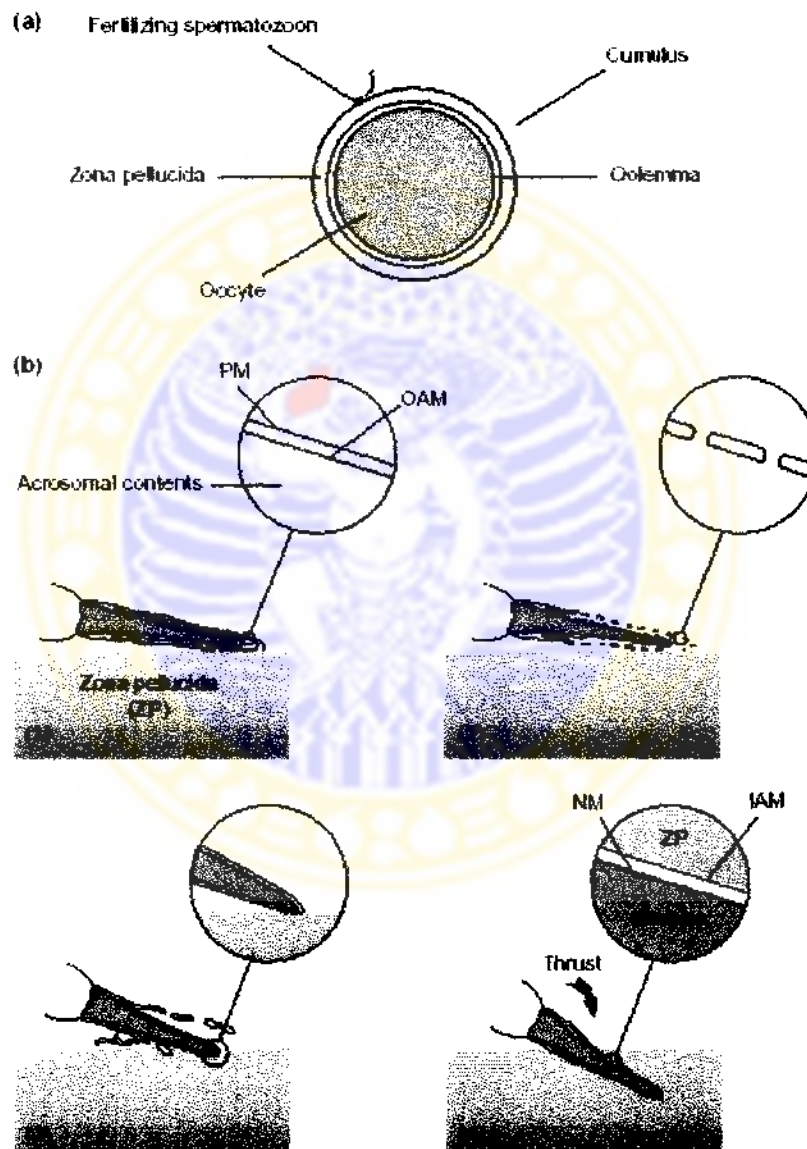 (a) Fertilizing spermatozoon
Cumulus
Zona pellucida
Oolemma
Oocyte
(b)
PM
OAM
Acrosomal contents
Zona pellucida
(ZP)
NM
IAM
ZP
Thrust